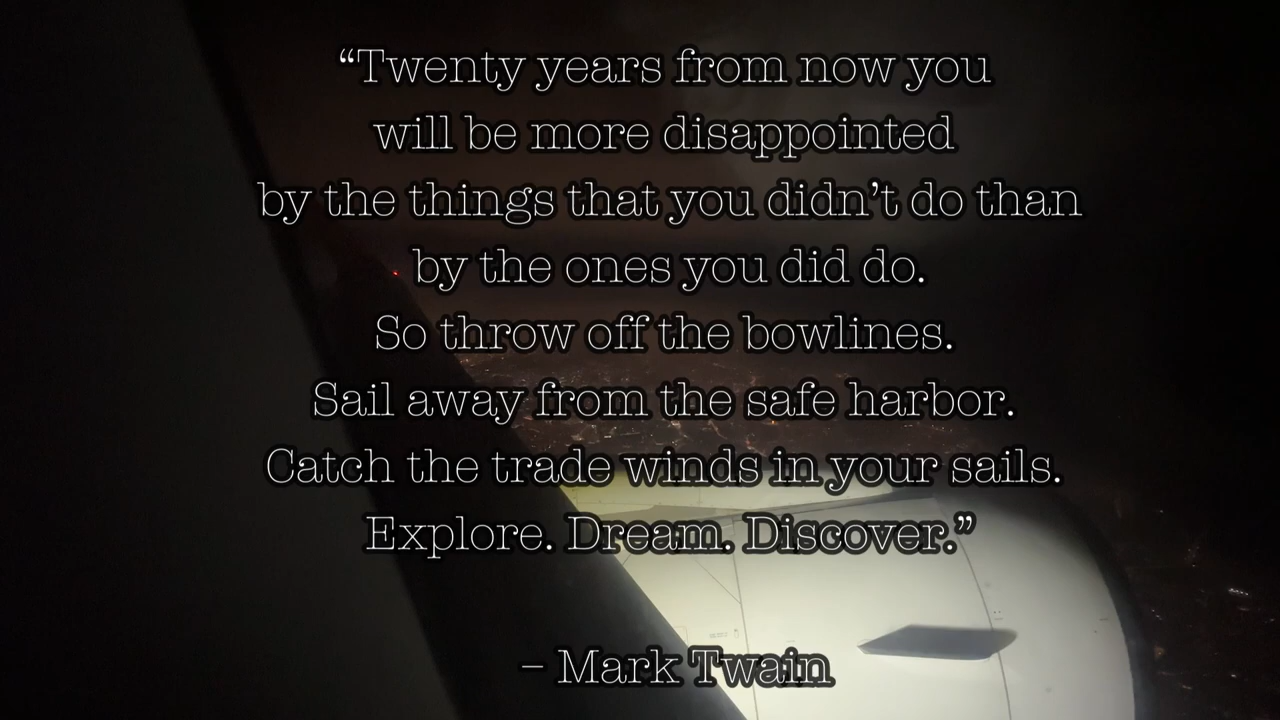 “Twenty years from now you
will be more disappointed
by the things that you didn’t do than
by the ones you did do.
So throw off the bowlines.
Sail away from the safe harbor.
Catch the trade winds in your sails.
Explore. Dream. Discover.”
– Mark Twain